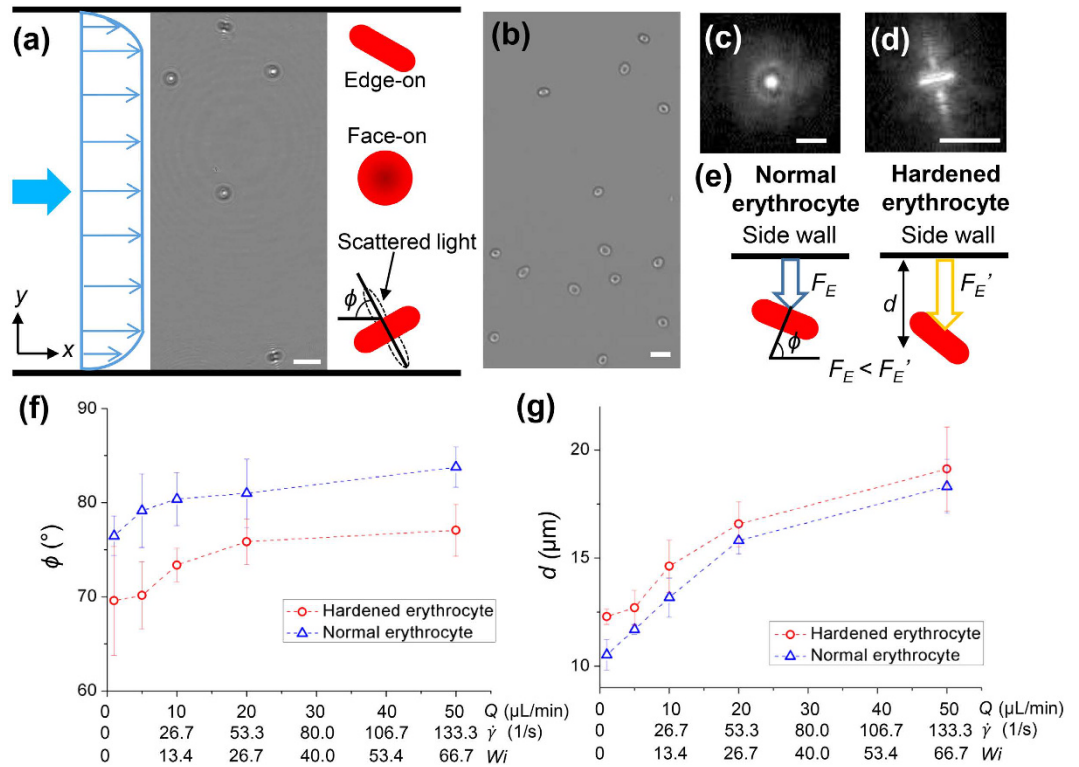 (a)
Edge-on
Face-on
Scattered light
ϕ
y
x
(b)
(c)
(d)
(e)
Normal
erythrocyte
Side wall
F_E
ϕ
Hardened
erythrocyte
Side wall
F_E'
d
F_E < F_E'
(f)
90
80
70
60
ϕ (°)
Hardened erythrocyte
Normal erythrocyte
0 10 20 30 40 50 Q (μL/min)
0 26.7 53.3 80.0 106.7 133.3 γ̇ (1/s)
0 13.4 26.7 40.0 53.4 66.7 Wi
(g)
20
15
10
d (μm)
Hardened erythrocyte
Normal erythrocyte
0 10 20 30 40 50 Q (μL/min)
0 26.7 53.3 80.0 106.7 133.3 γ̇ (1/s)
0 13.4 26.7 40.0 53.4 66.7 Wi